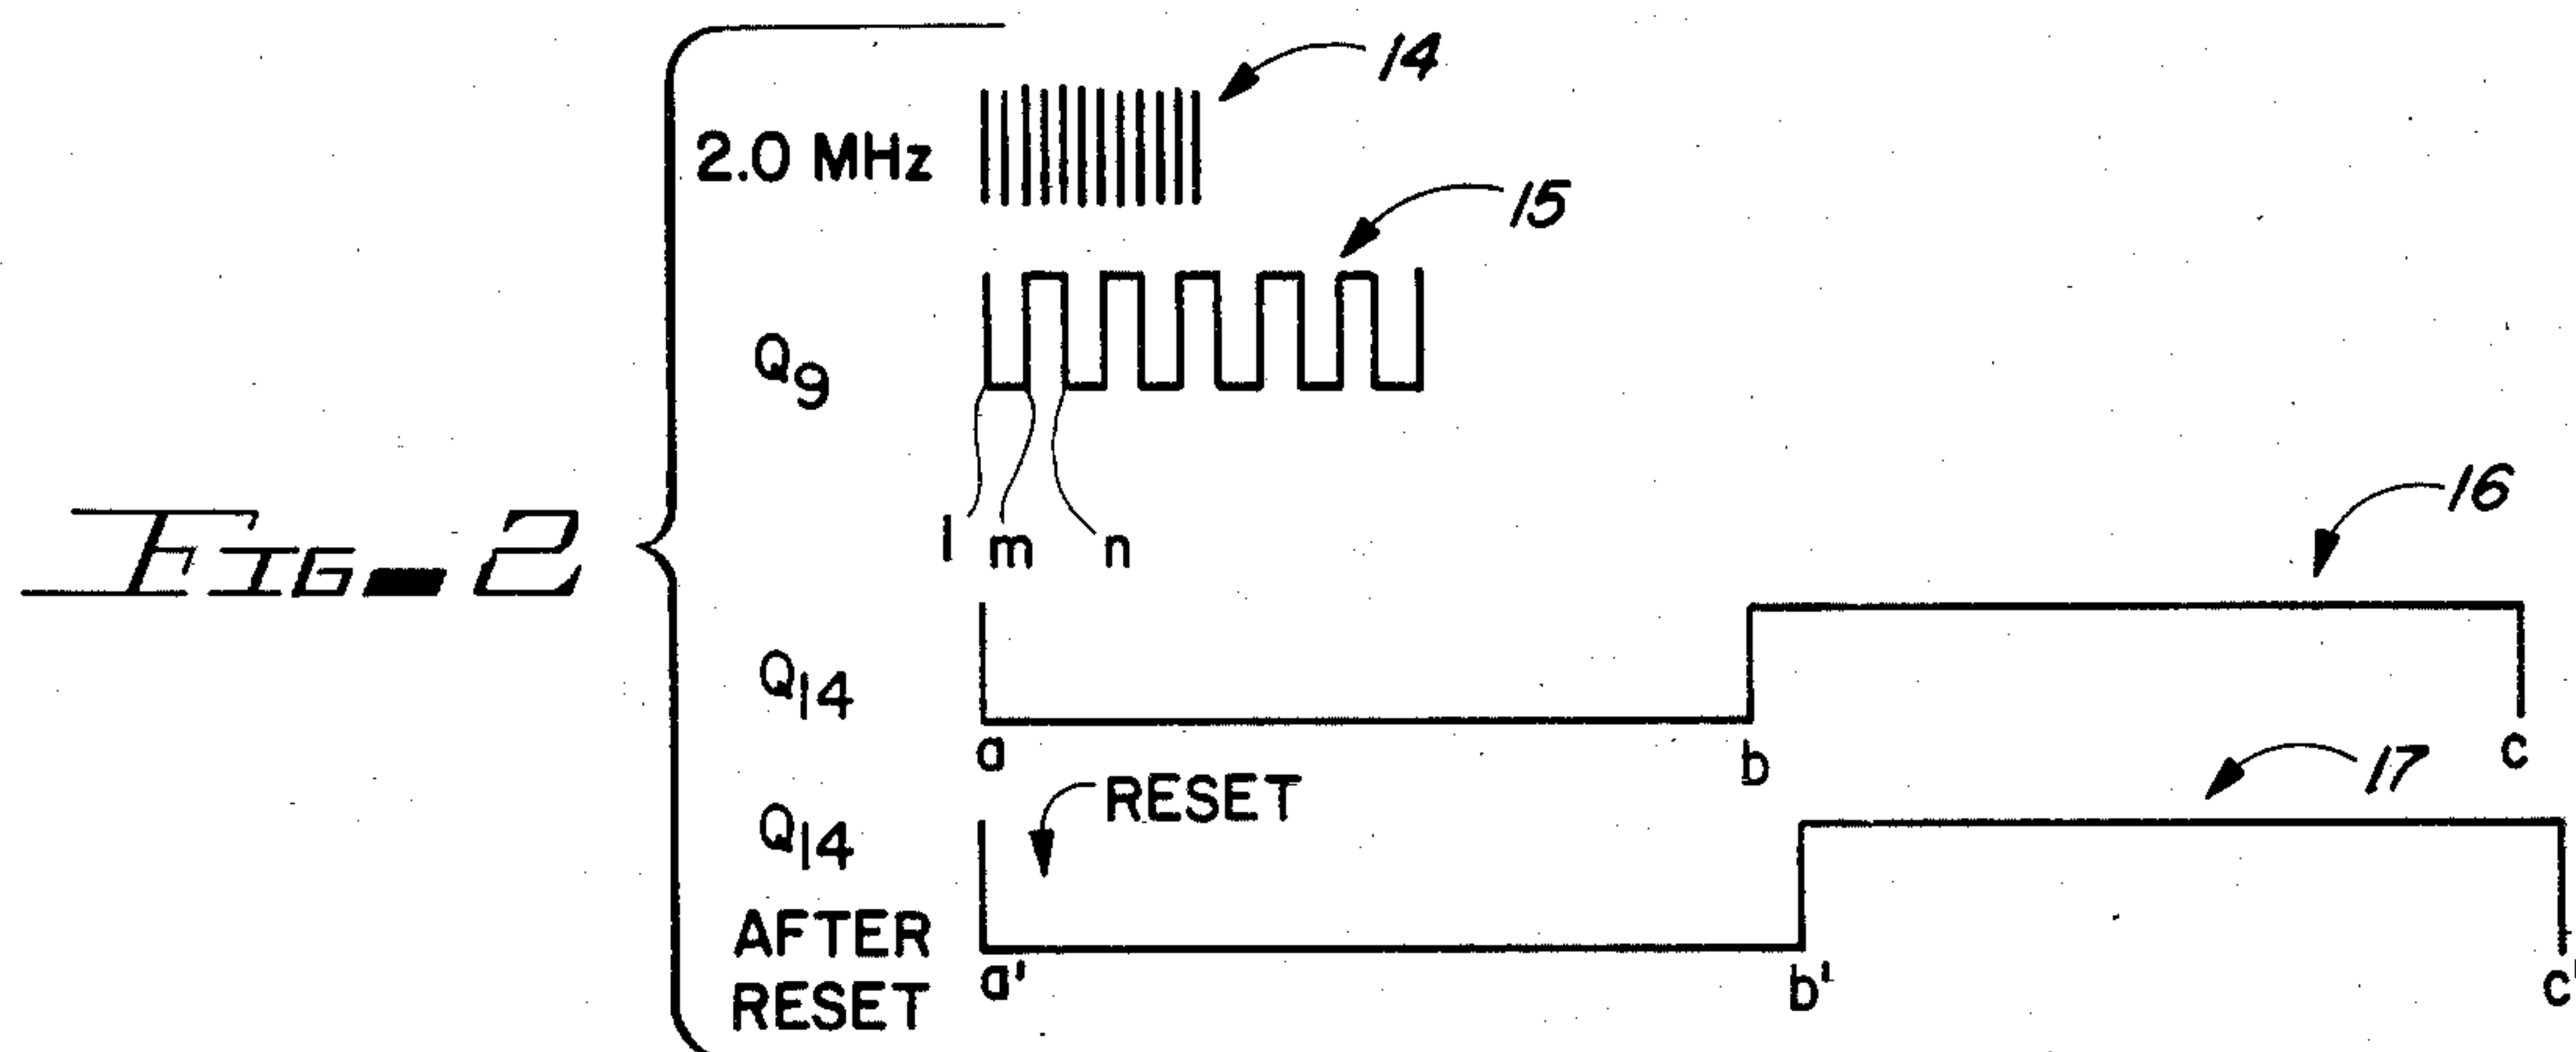 14
2.0 MHz
15
Q9
l m n
16
FIG-2
Q14
a b c
RESET
17
Q14
AFTER
RESET
a' b' c'